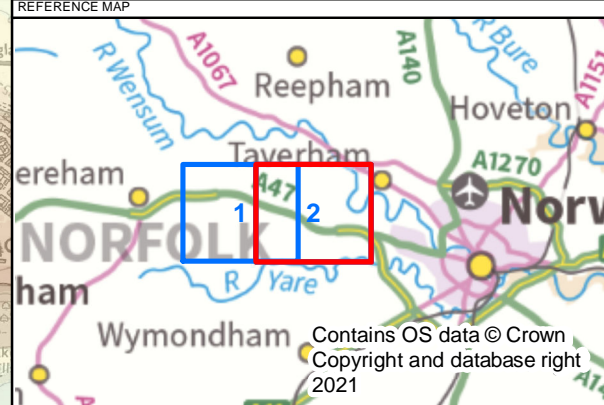 REFERENCE MAP
R Wensum
A1067
A140
R Bure
A1151
Reepham
Hoveton
Taverham
A1270
ereham
A47
1
2
Norw
NORFOLK
ham
R Yare
Wymondham
Contains OS data © Crown
Copyright and database right
2021